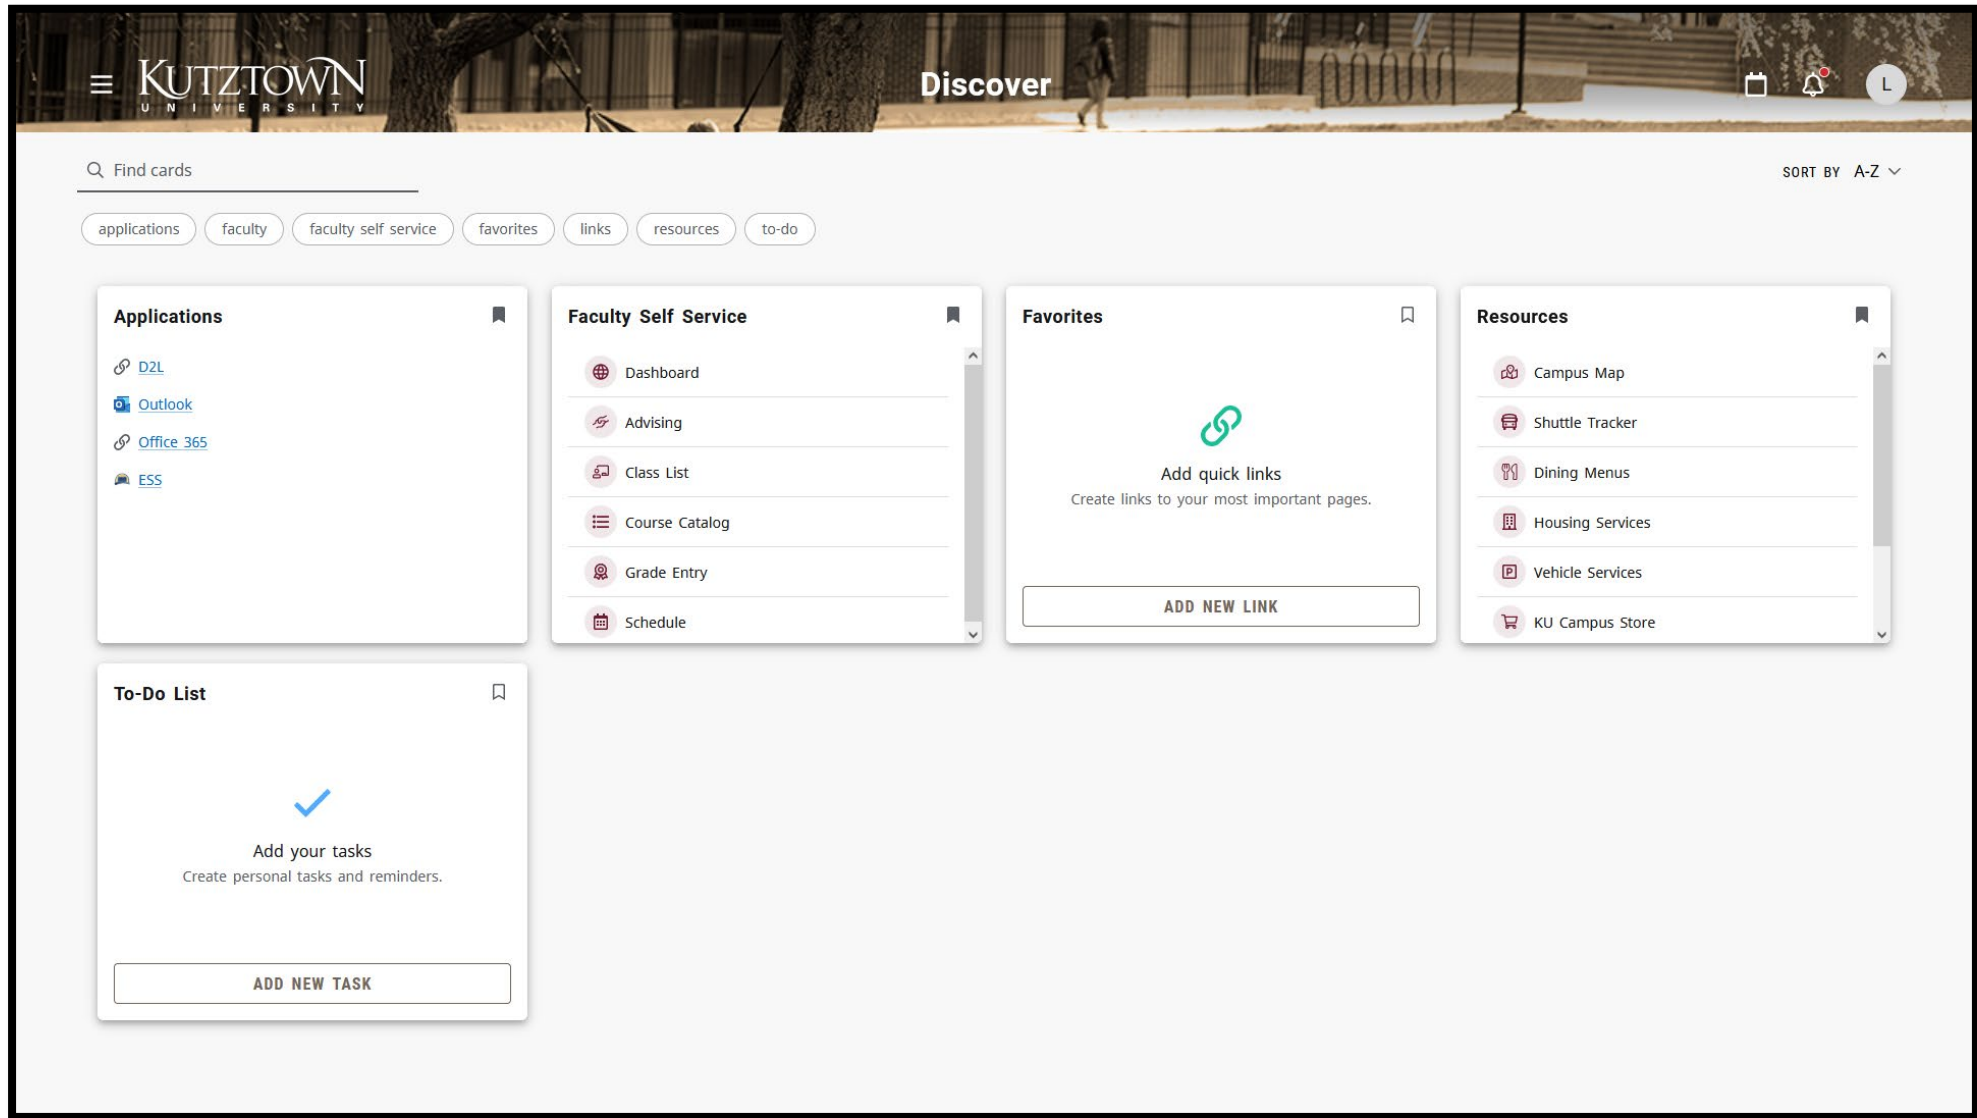 KUTZTOWN
UNIVERSITY
Discover
L
Find cards
SORT BY A-Z
applications
faculty
faculty self service
favorites
links
resources
to-do
Applications
D2L
Outlook
Office 365
ESS
Faculty Self Service
Dashboard
Advising
Class List
Course Catalog
Grade Entry
Schedule
Favorites
Add quick links
Create links to your most important pages.
ADD NEW LINK
Resources
Campus Map
Shuttle Tracker
Dining Menus
Housing Services
Vehicle Services
KU Campus Store
To-Do List
Add your tasks
Create personal tasks and reminders.
ADD NEW TASK